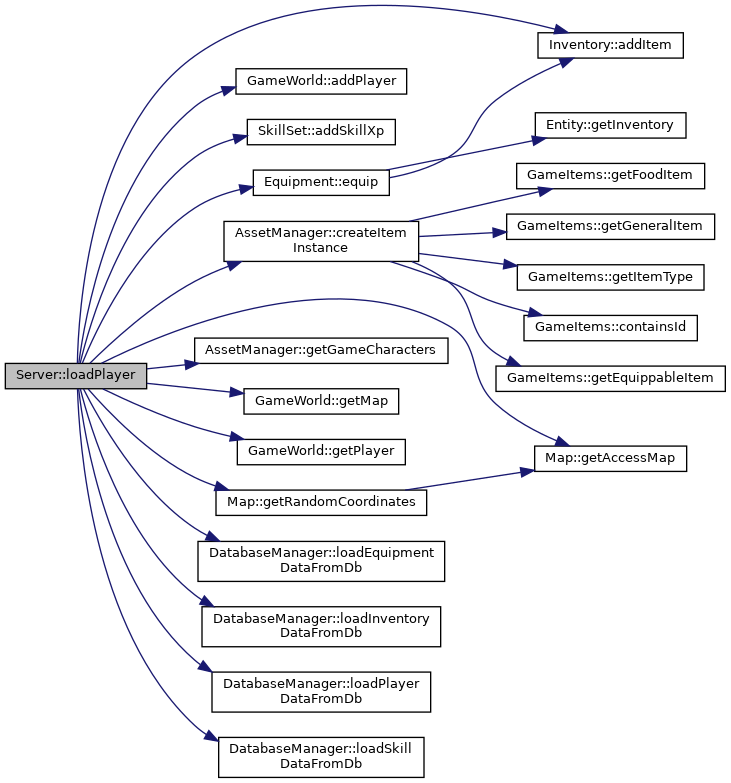 Inventory::addItem
GameWorld::addPlayer
SkillSet::addSkillXp
Entity::getInventory
Equipment::equip
GameItems::getFoodItem
GameItems::getGeneralItem
AssetManager::createItem
Instance
GameItems::getItemType
GameItems::containsId
AssetManager::getGameCharacters
Server::loadPlayer
GameItems::getEquippableItem
GameWorld::getMap
GameWorld::getPlayer
Map::getAccessMap
Map::getRandomCoordinates
DatabaseManager::loadEquipment
DataFromDb
DatabaseManager::loadInventory
DataFromDb
DatabaseManager::loadPlayer
DataFromDb
DatabaseManager::loadSkill
DataFromDb